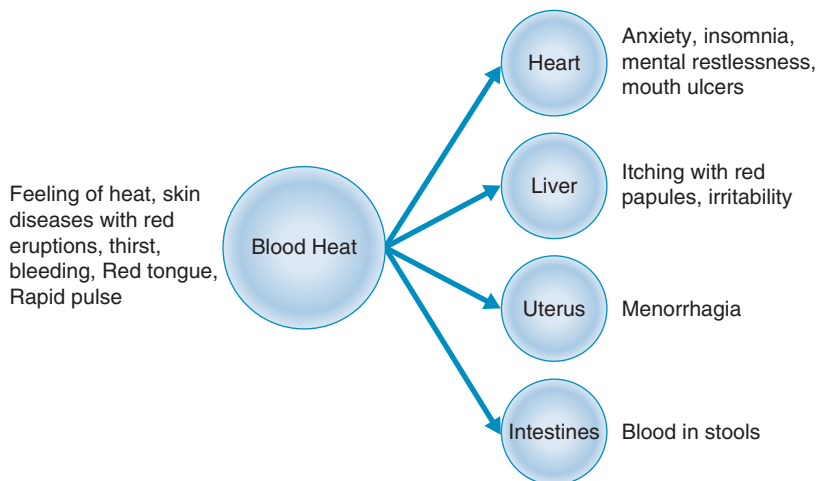 Feeling of heat, skin
diseases with red
eruptions, thirst,
bleeding, Red tongue,
Rapid pulse
Blood Heat
Heart
Anxiety, insomnia,
mental restlessness,
mouth ulcers
Liver
Itching with red
papules, irritability
Uterus
Menorrhagia
Intestines
Blood in stools